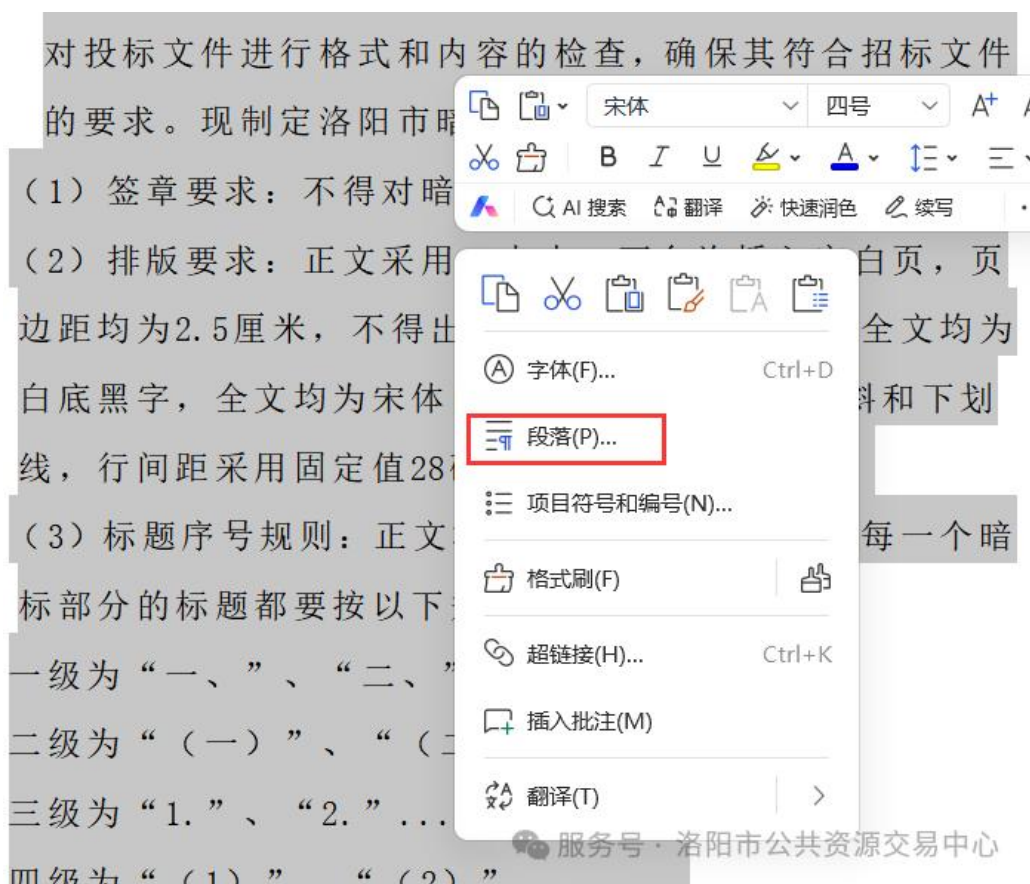 对投标文件进行格式和内容的检查，确保其符合招标文件
的要求。现制定洛阳市暗
宋体
四号
（1）签章要求：不得对暗
AI 搜索
翻译
快速润色
续写
（2）排版要求：正文采用
白页，页
边距均为2.5厘米，不得出
全文均为
字体(F)...
Ctrl+D
白底黑字，全文均为宋体
和下划
段落(P)...
线，行间距采用固定值28
项目符号和编号(N)...
（3）标题序号规则：正文
每一个暗
格式刷(F)
标部分的标题都要按以下
超链接(H)...
Ctrl+K
一级为“一、”、“二、”
插入批注(M)
二级为“（一）”、“（二
翻译(T)
三级为“1.”、“2.”...
服务号 · 洛阳市公共资源交易中心
四级为“（1）”、“（2）”